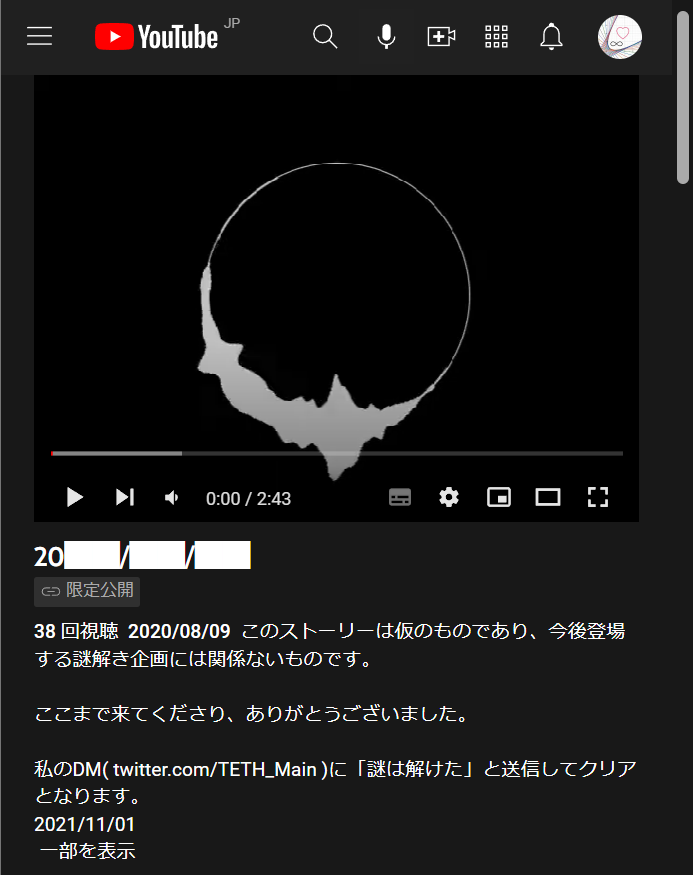 YouTube JP
0:00 / 2:43
20 / /
限定公開
38 回視聴 2020/08/09 このストーリーは仮のものであり、今後登場
する謎解き企画には関係ないものです。
ここまで来てくださり、ありがとうございました。
私のDM( twitter.com/TETH_Main )に「謎は解けた」と送信してクリア
となります。
2021/11/01
一部を表示